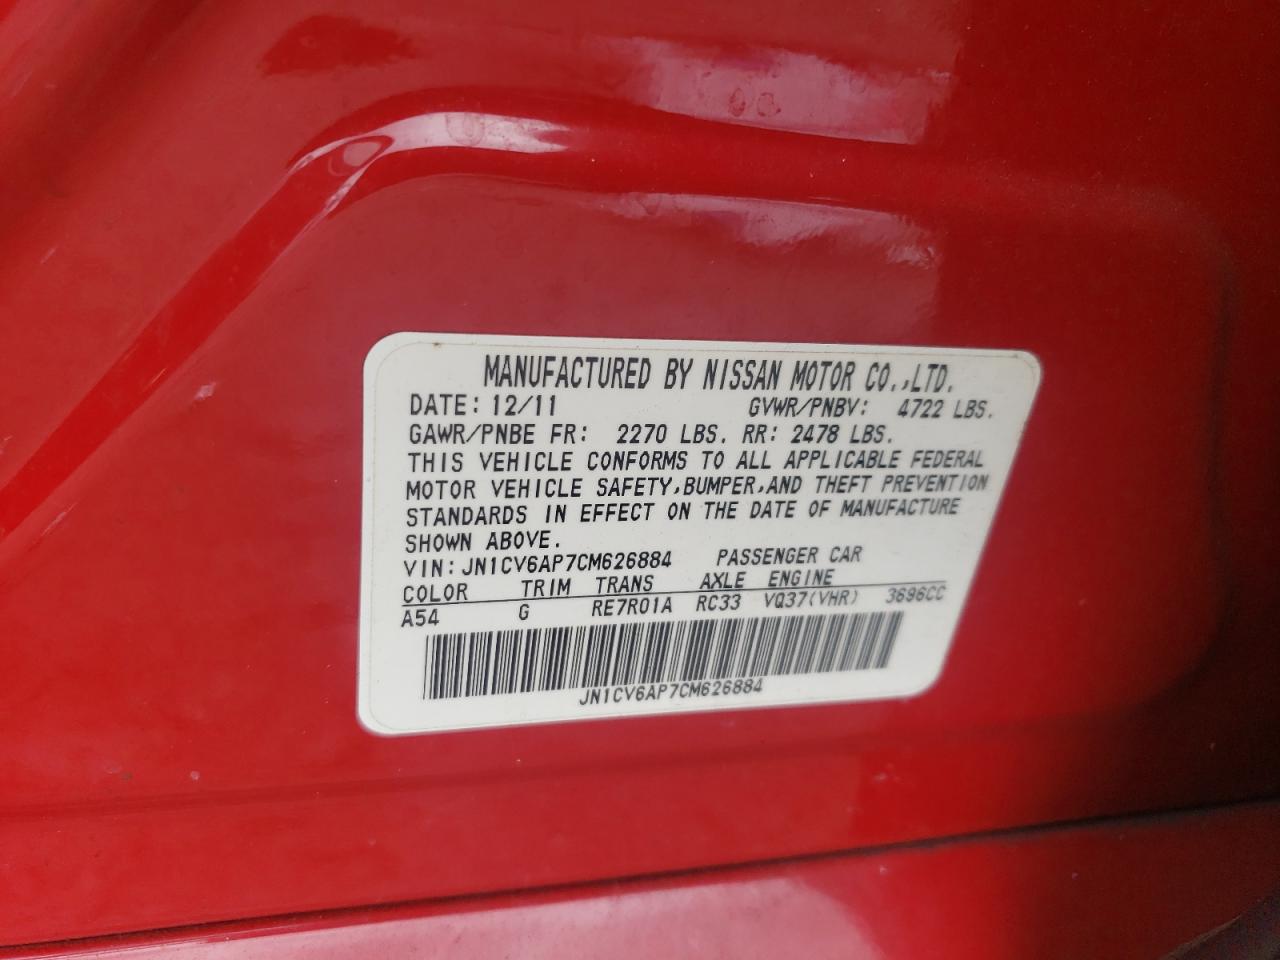 MANUFACTURED BY NISSAN MOTOR CO.,LTD.
DATE: 12/11 GVWR/PNBV: 4722 LBS.
GAWR/PNBE FR: 2270 LBS. RR: 2478 LBS.
THIS VEHICLE CONFORMS TO ALL APPLICABLE FEDERAL
MOTOR VEHICLE SAFETY,BUMPER,AND THEFT PREVENTION
STANDARDS IN EFFECT ON THE DATE OF MANUFACTURE
SHOWN ABOVE.
VIN:JN1CV6AP7CM626884 PASSENGER CAR
COLOR TRIM TRANS AXLE ENGINE
A54 G RE7R01A RC33 VQ37(VHR) 3696CC
JN1CV6AP7CM626884